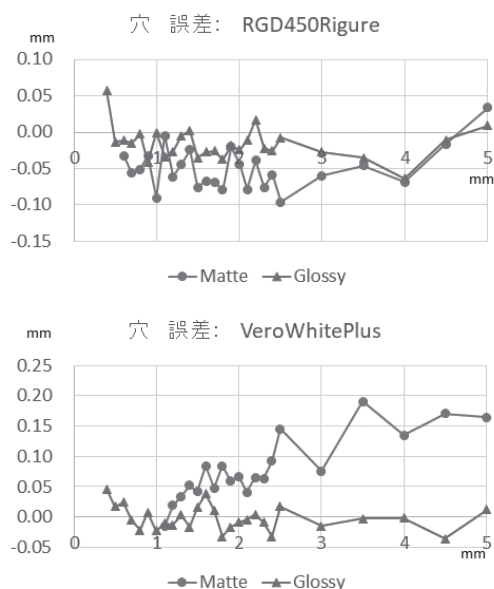 穴 誤差: RGD450Rigure
mm
0.10
0.05
0.00
-0.05
-0.10
-0.15
0 1 2 3 4 5
mm
Matte Glossy
穴 誤差: VeroWhitePlus
mm
0.25
0.20
0.15
0.10
0.05
0.00
-0.05
0 1 2 3 4 5
mm
Matte Glossy